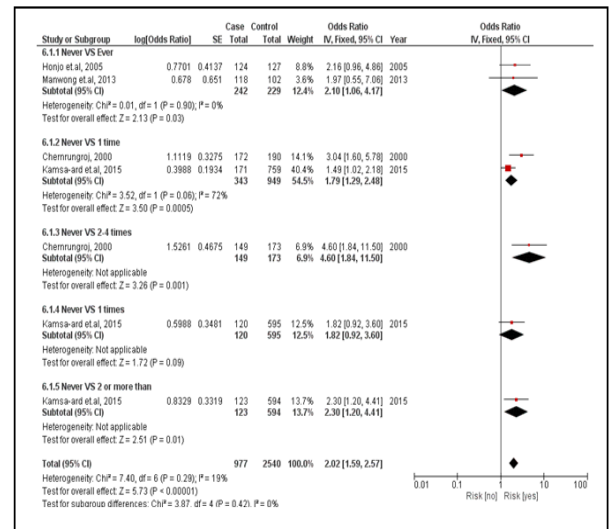 Case Control Odds Ratio Odds Ratio
Study or Subgroup log[Odds Ratio] SE Total Total Weight IV, Fixed, 95% CI Year IV, Fixed, 95% CI
6.1.1 Never VS Ever
Honjo et.al, 2005 0.7701 0.4137 124 127 8.8% 2.16 [0.96, 4.86] 2005
Manwong et.al, 2013 0.678 0.651 118 102 3.6% 1.97 [0.55, 7.06] 2013
Subtotal (95% CI) 242 229 12.4% 2.10 [1.06, 4.17]
Heterogeneity: Chi² = 0.01, df = 1 (P = 0.90); I² = 0%
Test for overall effect: Z = 2.13 (P = 0.03)
6.1.2 Never VS 1 time
Chernrungroj, 2000 1.1119 0.3275 172 190 14.1% 3.04 [1.60, 5.78] 2000
Kamsa-ard et.al, 2015 0.3988 0.1934 171 759 40.4% 1.49 [1.02, 2.18] 2015
Subtotal (95% CI) 343 949 54.5% 1.79 [1.29, 2.48]
Heterogeneity: Chi² = 3.52, df = 1 (P = 0.06); I² = 72%
Test for overall effect: Z = 3.50 (P = 0.0005)
6.1.3 Never VS 2-4 times
Chernrungroj, 2000 1.5261 0.4675 149 173 6.9% 4.60 [1.84, 11.50] 2000
Subtotal (95% CI) 149 173 6.9% 4.60 [1.84, 11.50]
Heterogeneity: Not applicable
Test for overall effect: Z = 3.26 (P = 0.001)
6.1.4 Never VS 1 times
Kamsa-ard et.al, 2015 0.5988 0.3481 120 595 12.5% 1.82 [0.92, 3.60] 2015
Subtotal (95% CI) 120 595 12.5% 1.82 [0.92, 3.60]
Heterogeneity: Not applicable
Test for overall effect: Z = 1.72 (P = 0.09)
6.1.5 Never VS 2 or more than
Kamsa-ard et.al, 2015 0.8329 0.3319 123 594 13.7% 2.30 [1.20, 4.41] 2015
Subtotal (95% CI) 123 594 13.7% 2.30 [1.20, 4.41]
Heterogeneity: Not applicable
Test for overall effect: Z = 2.51 (P = 0.01)
Total (95% CI) 977 2540 100.0% 2.02 [1.59, 2.57]
Heterogeneity: Chi² = 7.40, df = 6 (P = 0.29); I² = 19%
Test for overall effect: Z = 5.73 (P < 0.00001)
Test for subgroup differences: Chi² = 3.87, df = 4 (P = 0.42), I² = 0%
0.01 0.1 1 10 100
Risk [no] Risk [yes]